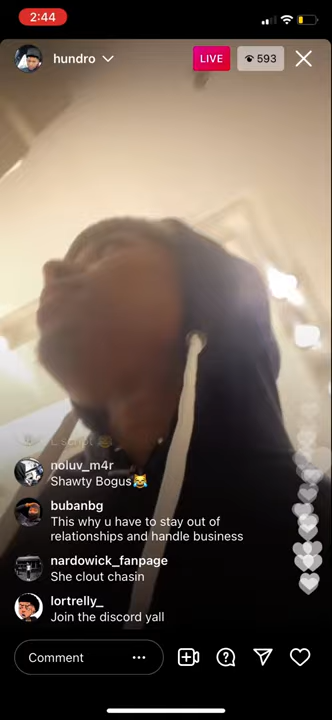 2:44
hundro
LIVE
593
noluv_m4r
Shawty Bogus😹
bubanbg
This why u have to stay out of
relationships and handle business
nardowick_fanpage
She clout chasin
lortrelly_
Join the discord yall
Comment